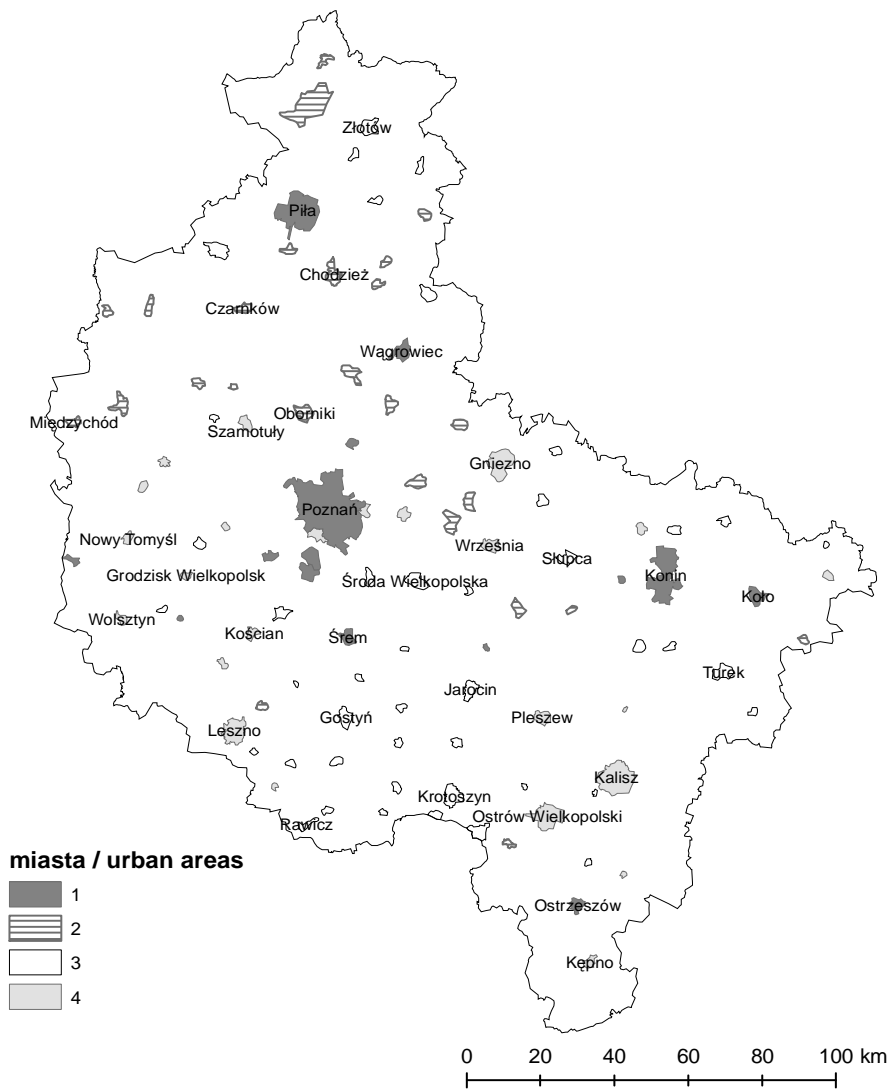 Złotów
Piła
Chodzież
Czarnków
Wągrowiec
Międzychód
Oborniki
Szamotuły
Gniezno
Poznań
Nowy Tomyśl
Września
Słupca
Grodzisk Wielkopolsk
Środa Wielkopolska
Konin
Koło
Wolsztyn
Kościan
Śrem
Turek
Jarocin
Gostyń
Pleszew
Leszno
Kalisz
Krotoszyn
Ostrów Wielkopolski
Rawicz
miasta / urban areas
1
2
3
4
Ostrzeszów
Kępno
0 20 40 60 80 100 km